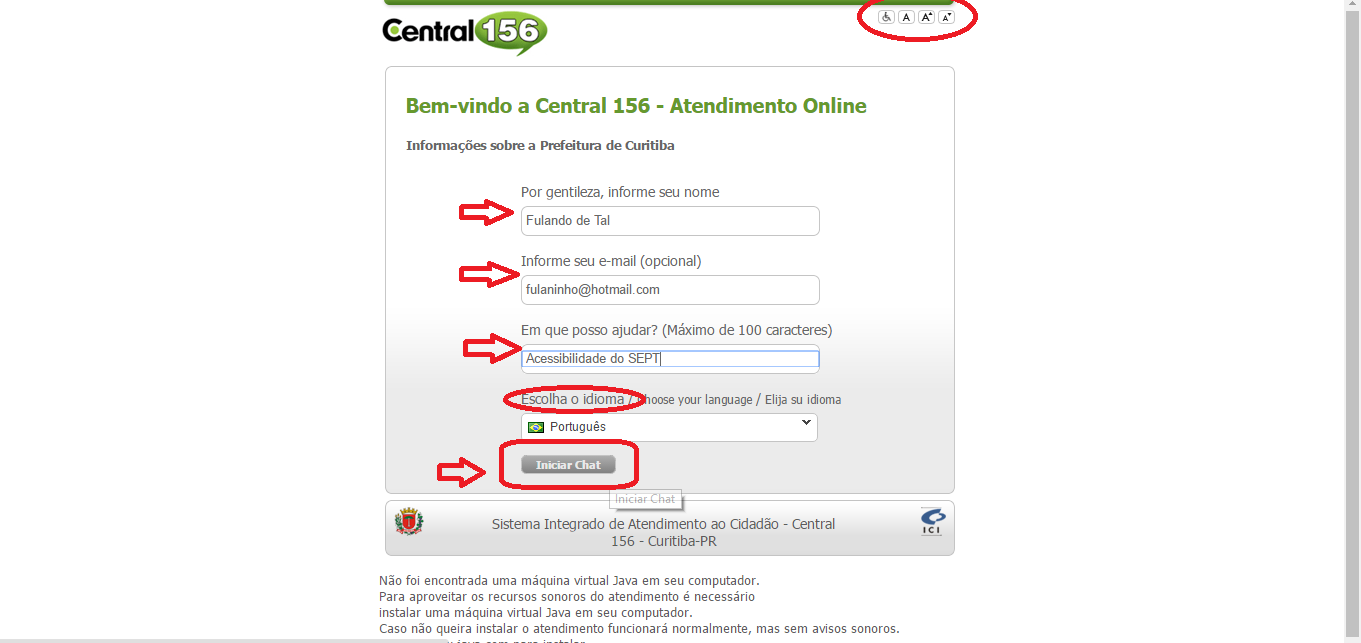 Central 156
A A A
Bem-vindo a Central 156 - Atendimento Online
Informações sobre a Prefeitura de Curitiba
Por gentileza, informe seu nome
Fulando de Tal
Informe seu e-mail (opcional)
fulaninho@hotmail.com
Em que posso ajudar? (Máximo de 100 caracteres)
Acessibilidade do SEPT
Escolha o idioma / Choose your language / Elija su idioma
Português
Iniciar Chat
Iniciar Chat
Sistema Integrado de Atendimento ao Cidadão - Central
156 - Curitiba-PR
ICI
Não foi encontrada uma máquina virtual Java em seu computador.
Para aproveitar os recursos sonoros do atendimento é necessário
instalar uma máquina virtual Java em seu computador.
Caso não queira instalar o atendimento funcionará normalmente, mas sem avisos sonoros.